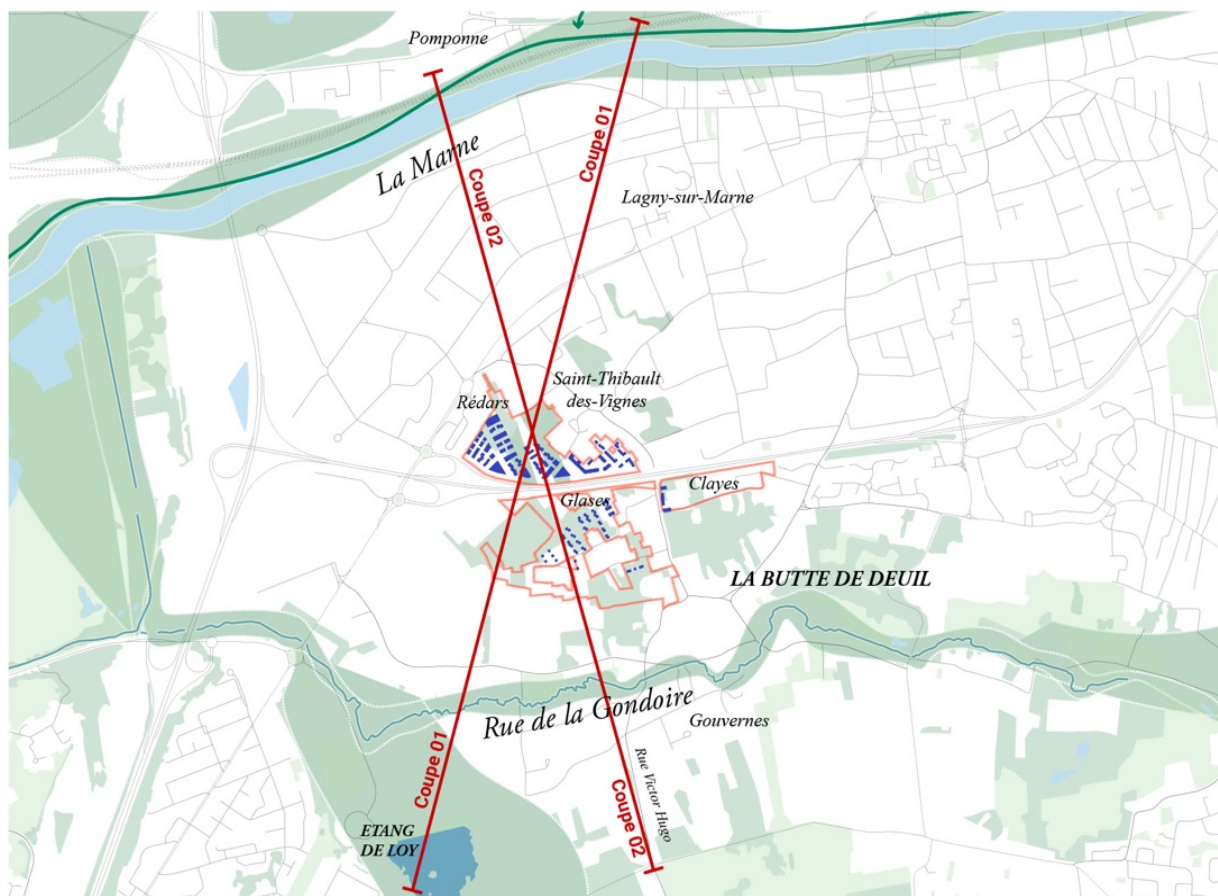 Pomponne
Coupe 01
La Marne
Coupe 02
Lagny-sur-Marne
Saint-Thibault
des-Vignes
Rédars
Clayes
Glases
LA BUTTE DE DEUIL
Rue de la Gondoire
Gouvernes
Coupe 01
Rue Victor Hugo
Coupe 02
ETANG
DE LOY